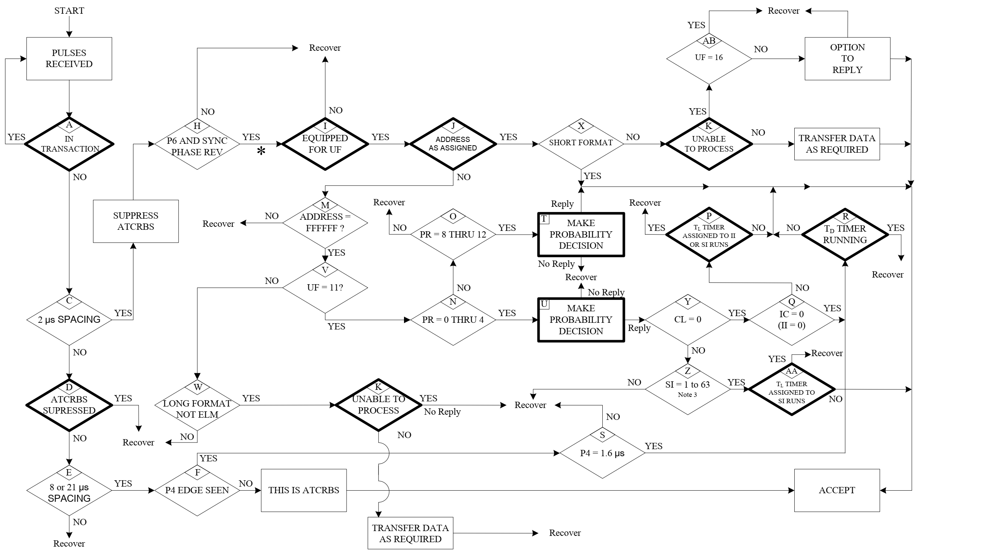 START
PULSES
RECEIVED
A
IN
TRANSACTION
YES
NO
C
2 µs SPACING
YES
NO
SUPPRESS
ATCRBS
D
ATCRBS
SUPRESSED
YES
NO
Recover
E
8 or 21 µs
SPACING
YES
NO
Recover
F
P4 EDGE SEEN
YES
NO
THIS IS ATCRBS
H
P6 AND SYNC
PHASE REV
NO
YES
*
Recover
I
EQUIPPED
FOR UF
NO
YES
J
ADDRESS
AS ASSIGNED
YES
NO
X
SHORT FORMAT
NO
YES
K
UNABLE
TO PROCESS
YES
NO
TRANSFER DATA
AS REQUIRED
AB
UF = 16
YES
NO
Recover
OPTION
TO
REPLY
M
ADDRESS =
FFFFFF ?
NO
Recover
YES
V
UF = 11?
NO
YES
N
PR = 0 THRU 4
NO
YES
O
PR = 8 THRU 12
NO
Recover
YES
T
MAKE
PROBABILITY
DECISION
Reply
No Reply
Recover
No Reply
U
MAKE
PROBABILITY
DECISION
Reply
Y
CL = 0
YES
NO
Q
IC = 0
(II = 0)
NO
YES
P
TL TIMER
ASSIGNED TO II
OR SI RUNS
YES
Recover
NO
R
TD TIMER
RUNNING
NO
YES
Recover
Z
SI = 1 to 63
Note 3
NO
YES
AA
TL TIMER
ASSIGNED TO
SI RUNS
YES
Recover
NO
W
LONG FORMAT
NOT ELM
YES
NO
K
UNABLE TO
PROCESS
YES
No Reply
NO
Recover
S
P4 = 1.6 µs
NO
YES
ACCEPT
TRANSFER DATA
AS REQUIRED
Recover